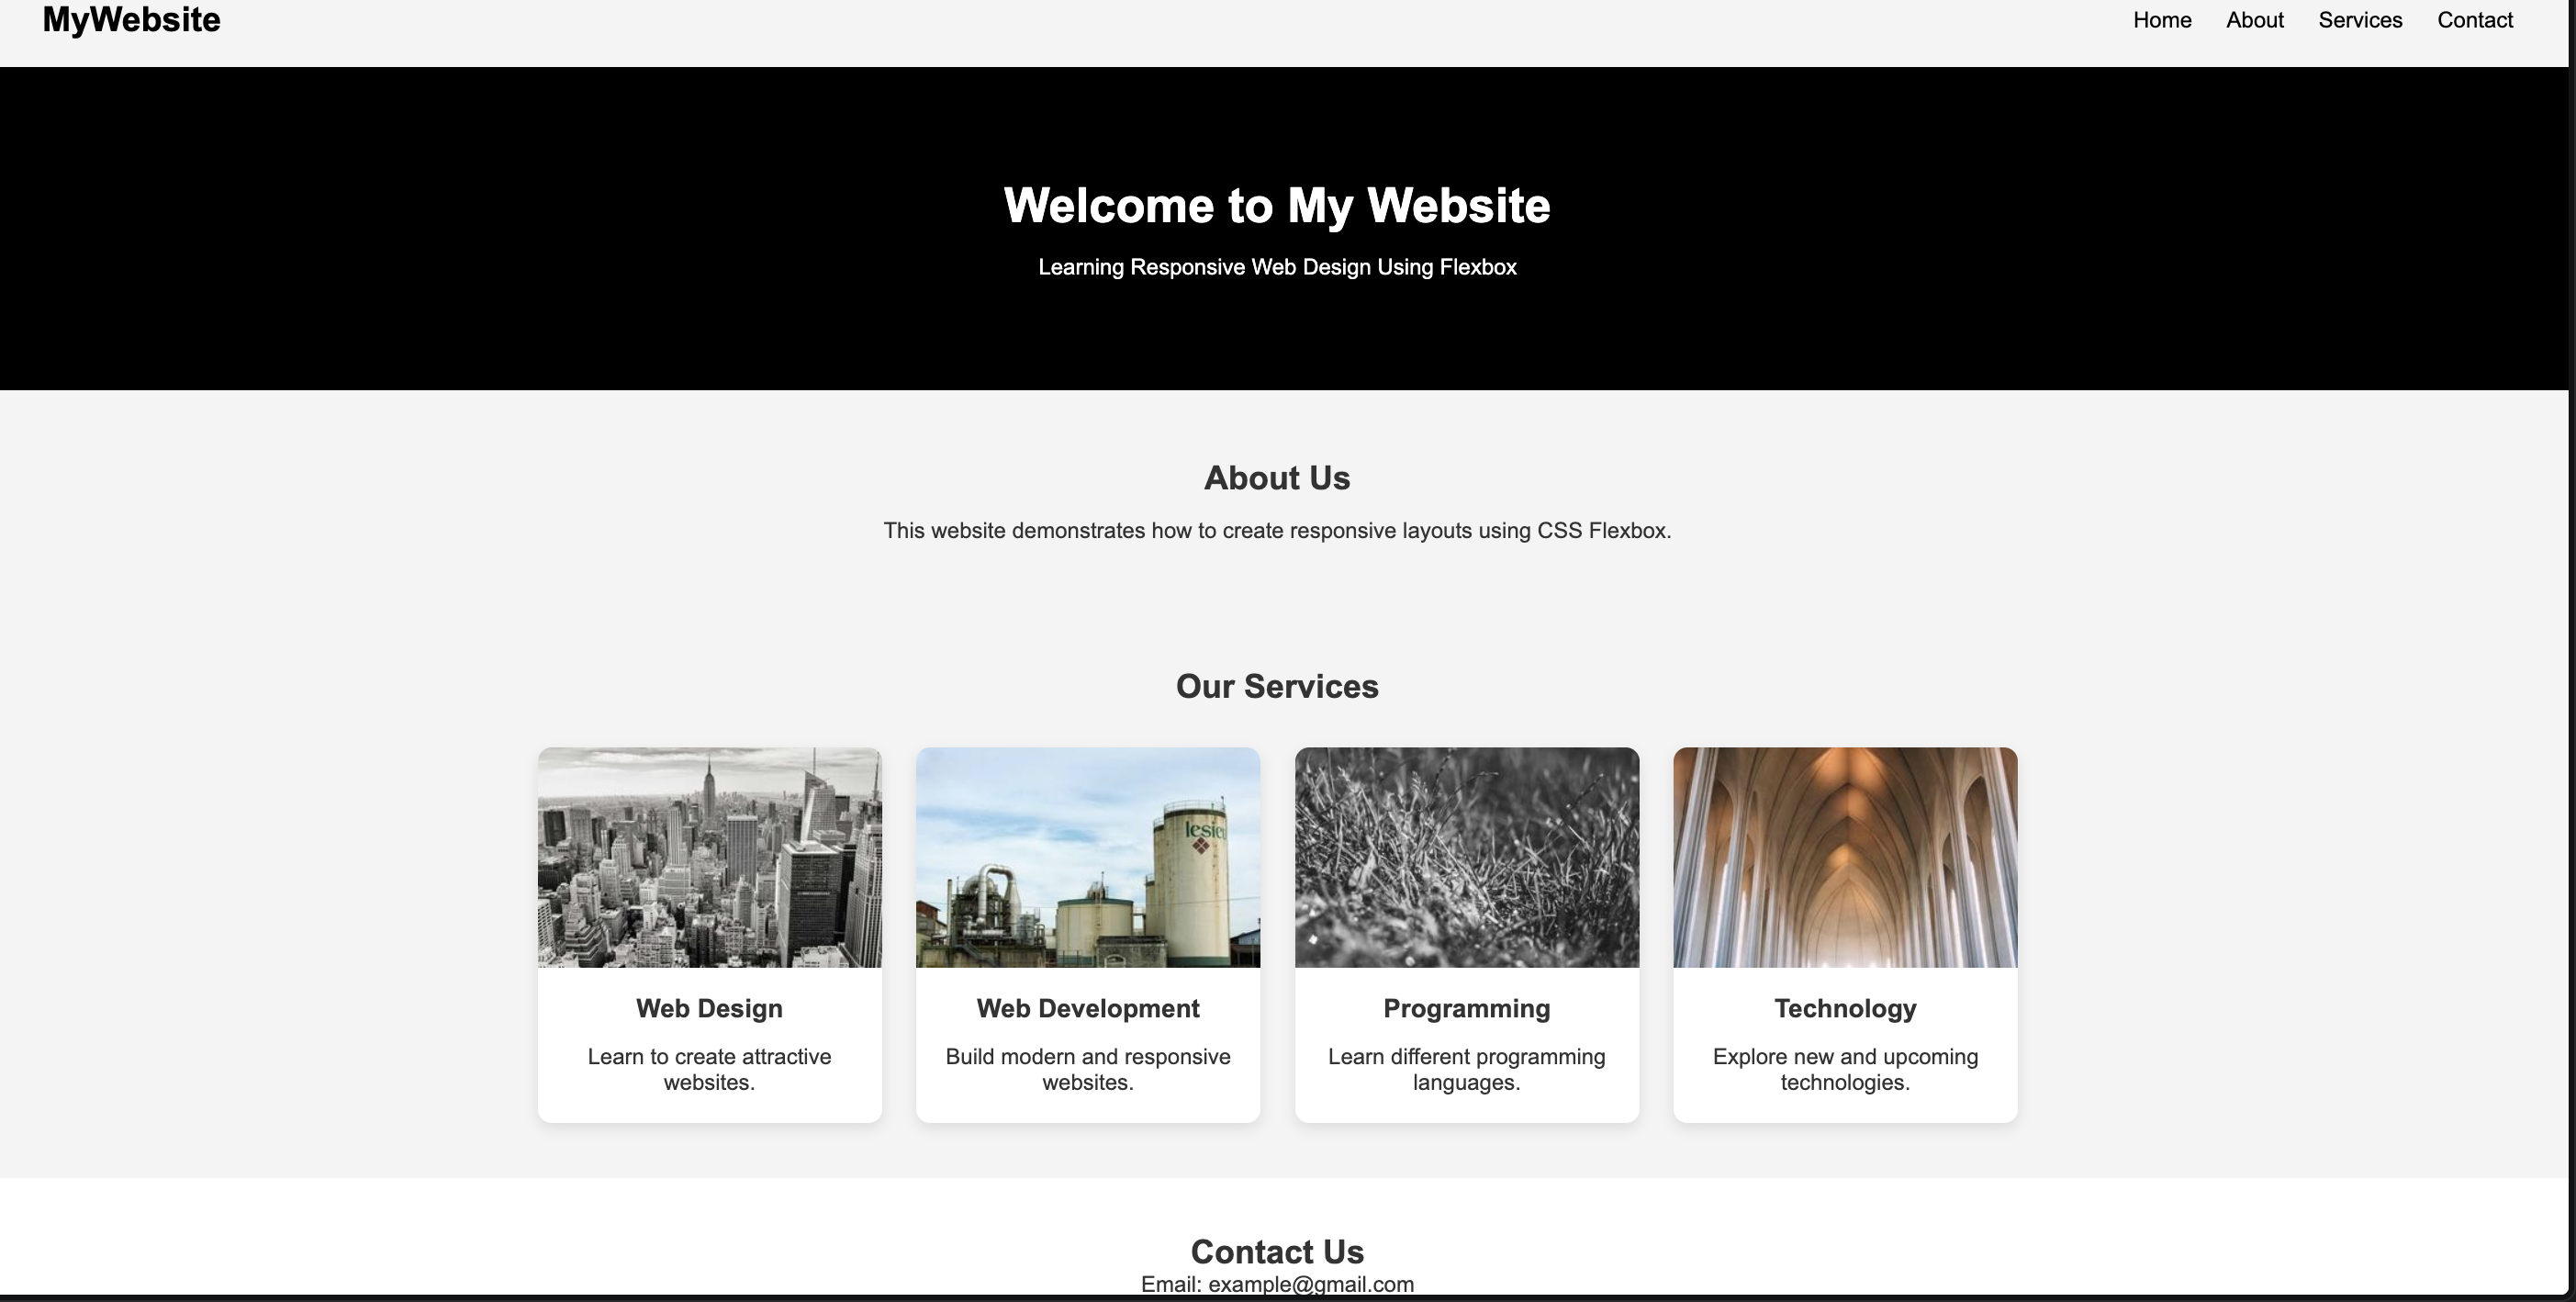 MyWebsite
Home About Services Contact
Welcome to My Website
Learning Responsive Web Design Using Flexbox
About Us
This website demonstrates how to create responsive layouts using CSS Flexbox.
Our Services
Web Design
Learn to create attractive
websites.
lesieu
Web Development
Build modern and responsive
websites.
Programming
Learn different programming
languages.
Technology
Explore new and upcoming
technologies.
Contact Us
Email: example@gmail.com